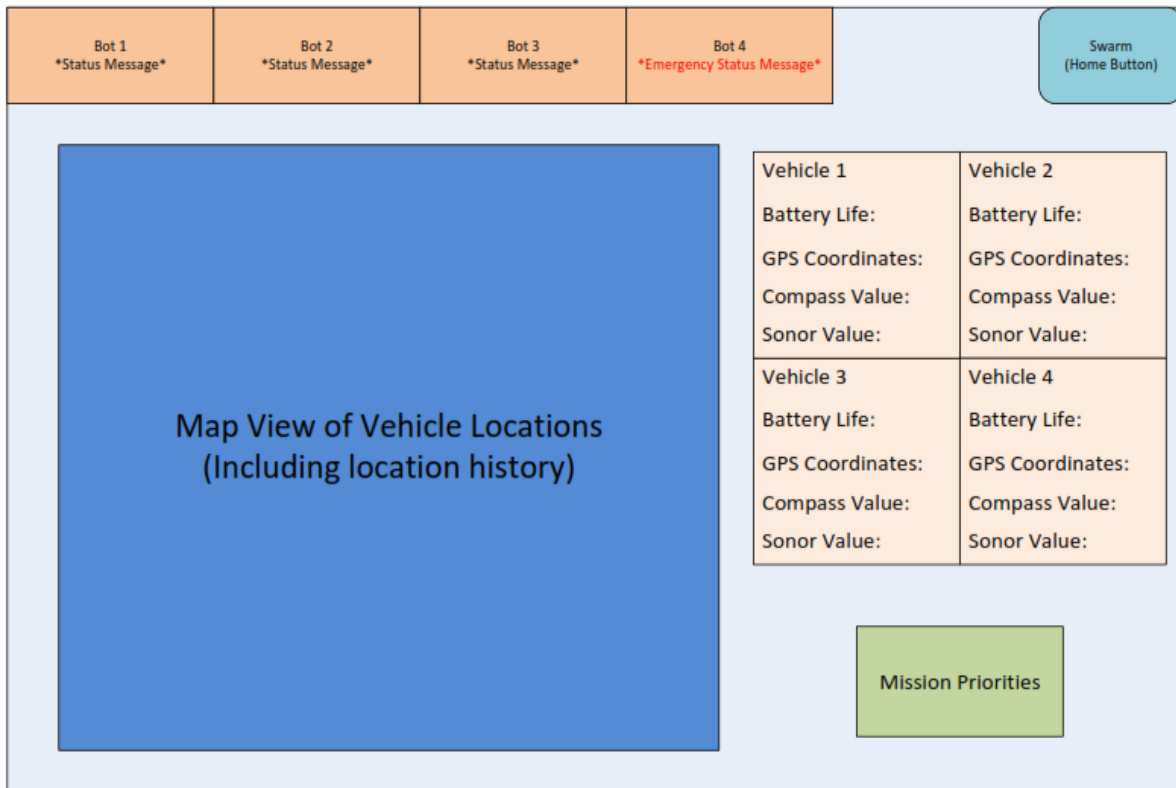 Bot 1
*Status Message*
Bot 2
*Status Message*
Bot 3
*Status Message*
Bot 4
*Emergency Status Message*
Swarm
(Home Button)
Map View of Vehicle Locations
(Including location history)
Vehicle 1
Battery Life:
GPS Coordinates:
Compass Value:
Sonor Value:
Vehicle 2
Battery Life:
GPS Coordinates:
Compass Value:
Sonor Value:
Vehicle 3
Battery Life:
GPS Coordinates:
Compass Value:
Sonor Value:
Vehicle 4
Battery Life:
GPS Coordinates:
Compass Value:
Sonor Value:
Mission Priorities